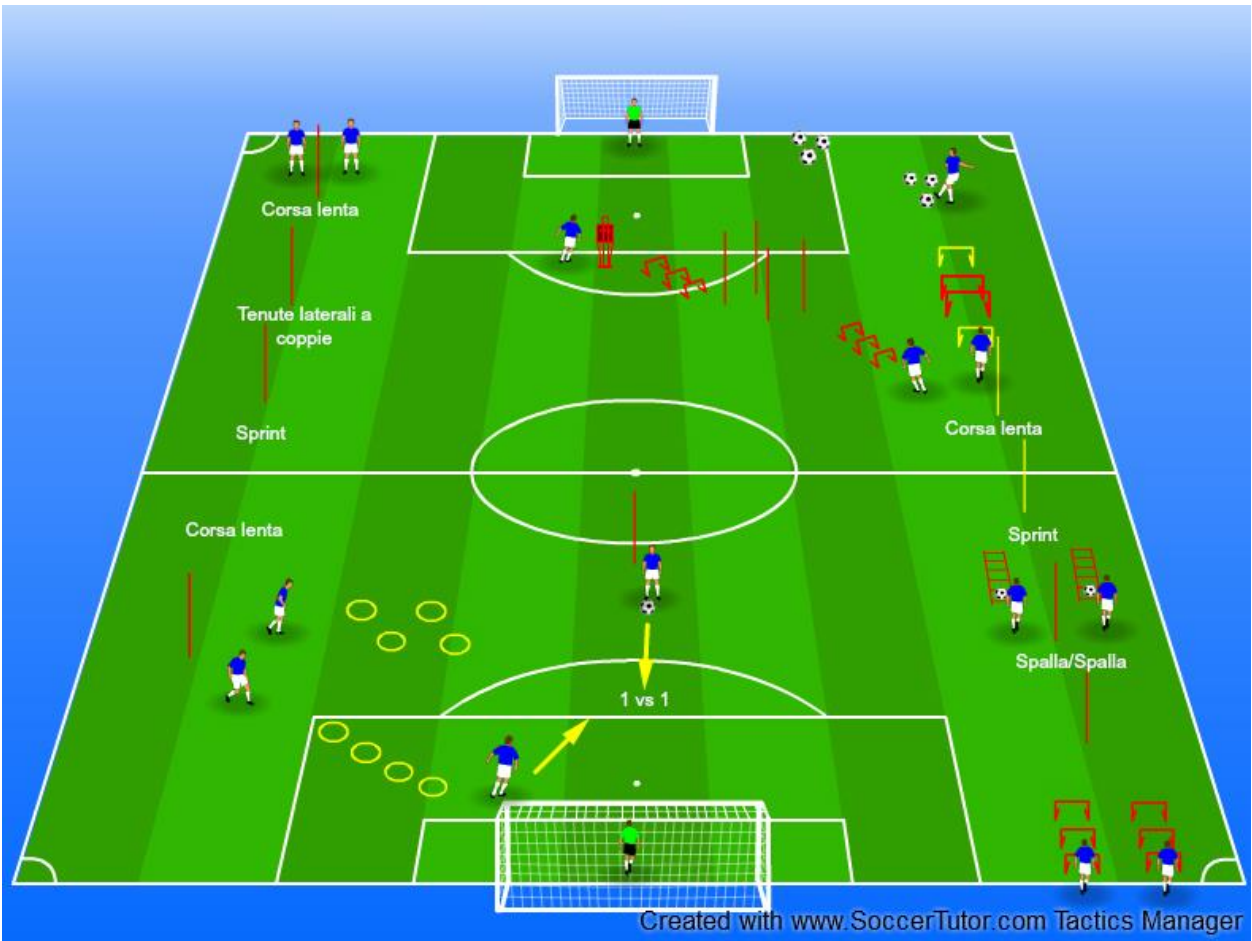 Corsa lenta
Tenute laterali a
coppie
Sprint
Corsa lenta
Corsa lenta
Sprint
Spalla/Spalla
1 vs 1
Created with www.SoccerTutor.com Tactics Manager